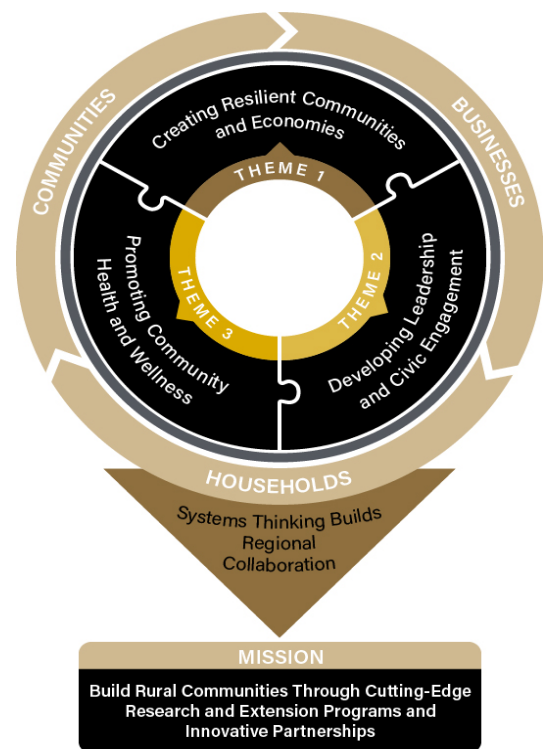 COMMUNITIES
BUSINESSES
HOUSEHOLDS
Creating Resilient Communities
and Economies
THEME 1
Developing Leadership
and Civic Engagement
THEME 2
Promoting Community
Health and Wellness
THEME 3
Systems Thinking Builds
Regional
Collaboration
MISSION
Build Rural Communities Through Cutting-Edge
Research and Extension Programs and
Innovative Partnerships